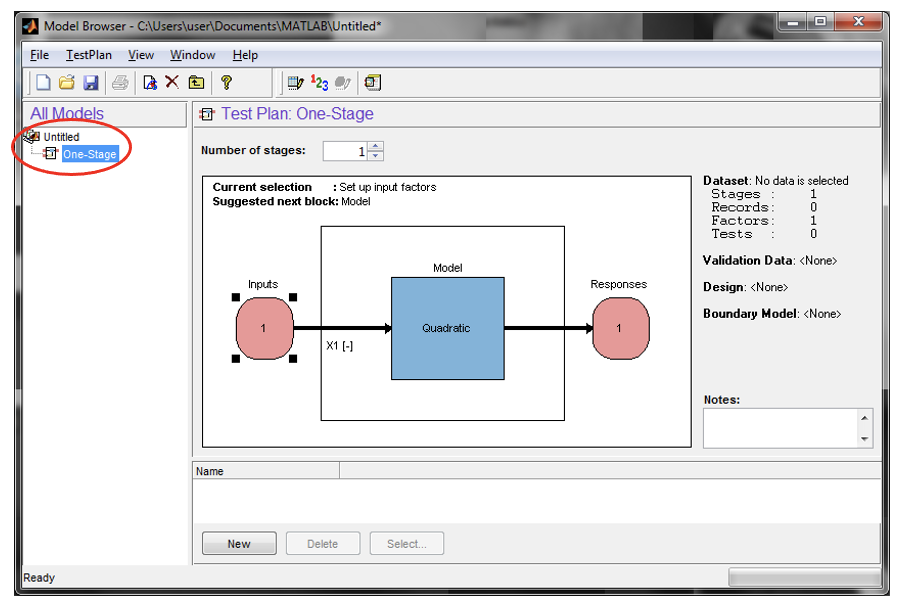 Model Browser - C:\Users\user\Documents\MATLAB\Untitled*
File TestPlan View Window Help
All Models
Untitled
One-Stage
Test Plan: One-Stage
Number of stages: 1
Current selection : Set up input factors
Suggested next block: Model
Inputs
1
X1 [-]
Model
Quadratic
Responses
1
Dataset: No data is selected
Stages : 1
Records: 0
Factors: 1
Tests : 0
Validation Data: <None>
Design: <None>
Boundary Model: <None>
Notes:
Name
New Delete Select...
Ready